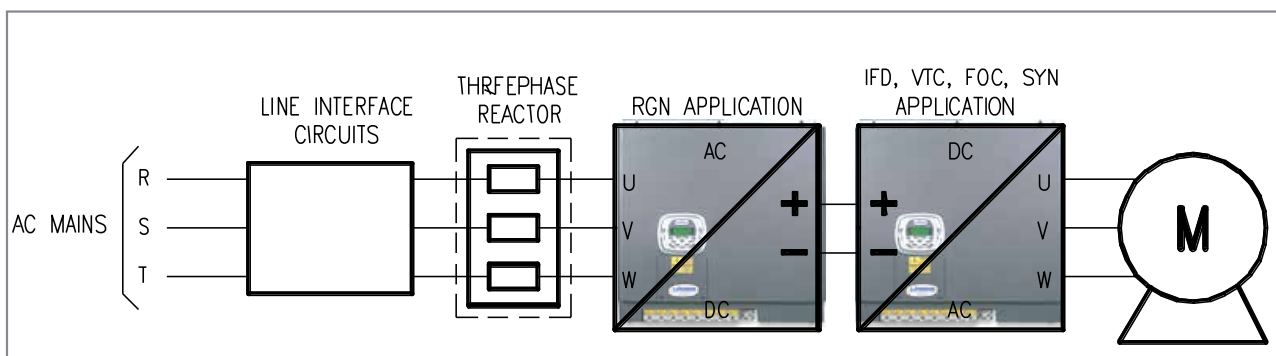 AC MAINS
R
S
T
LINE INTERFACE
CIRCUITS
THRFEPHASE
REACTOR
RGN APPLICATION
AC
U
V
W
+
−
DC
IFD, VTC, FOC, SYN
APPLICATION
DC
+
−
U
V
W
AC
M